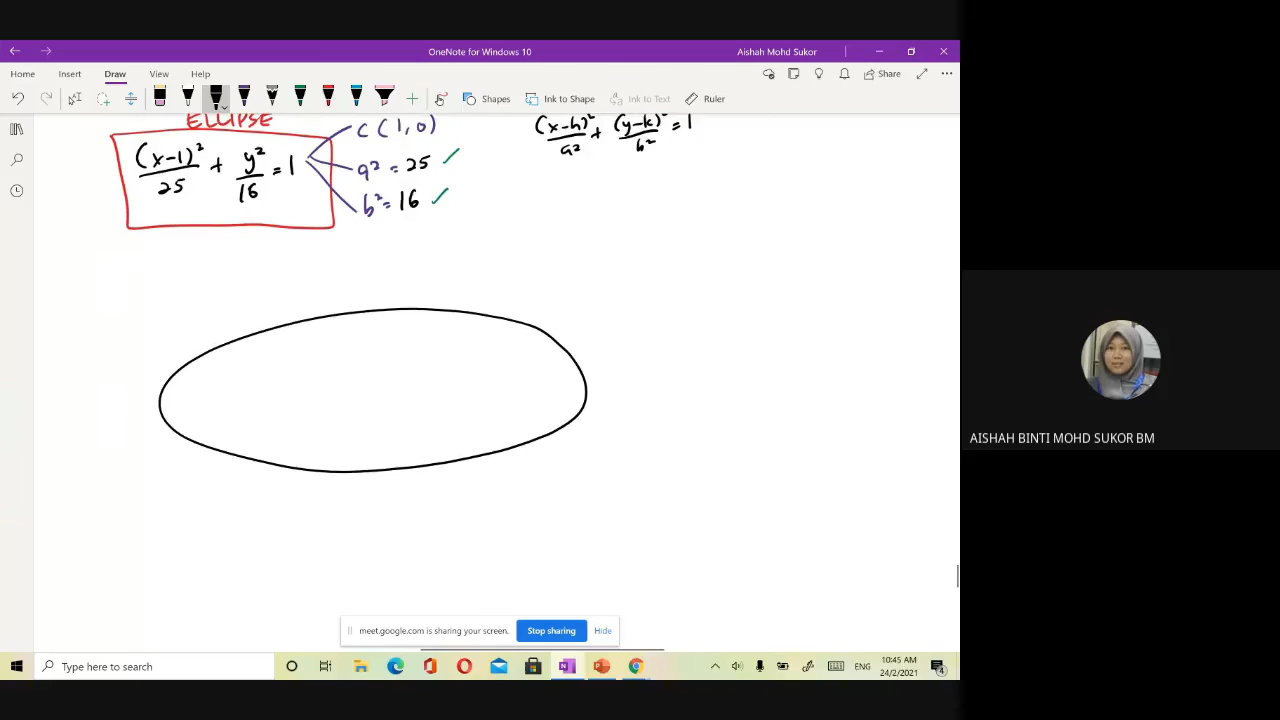 OneNote for Windows 10
Aishah Mohd Sukor
Home Insert Draw View Help
Share
Shapes Ink to Shape Ink to Text Ruler
ELLIPSE
(x-1)²/25 + y²/16 = 1
C (1,0)
a² = 25 ✓
b² = 16 ✓
(x-h)²/a² + (y-k)²/b² = 1
AISHAH BINTI MOHD SUKOR BM
meet.google.com is sharing your screen. Stop sharing Hide
Type here to search
ENG
10:45 AM
24/2/2021
4